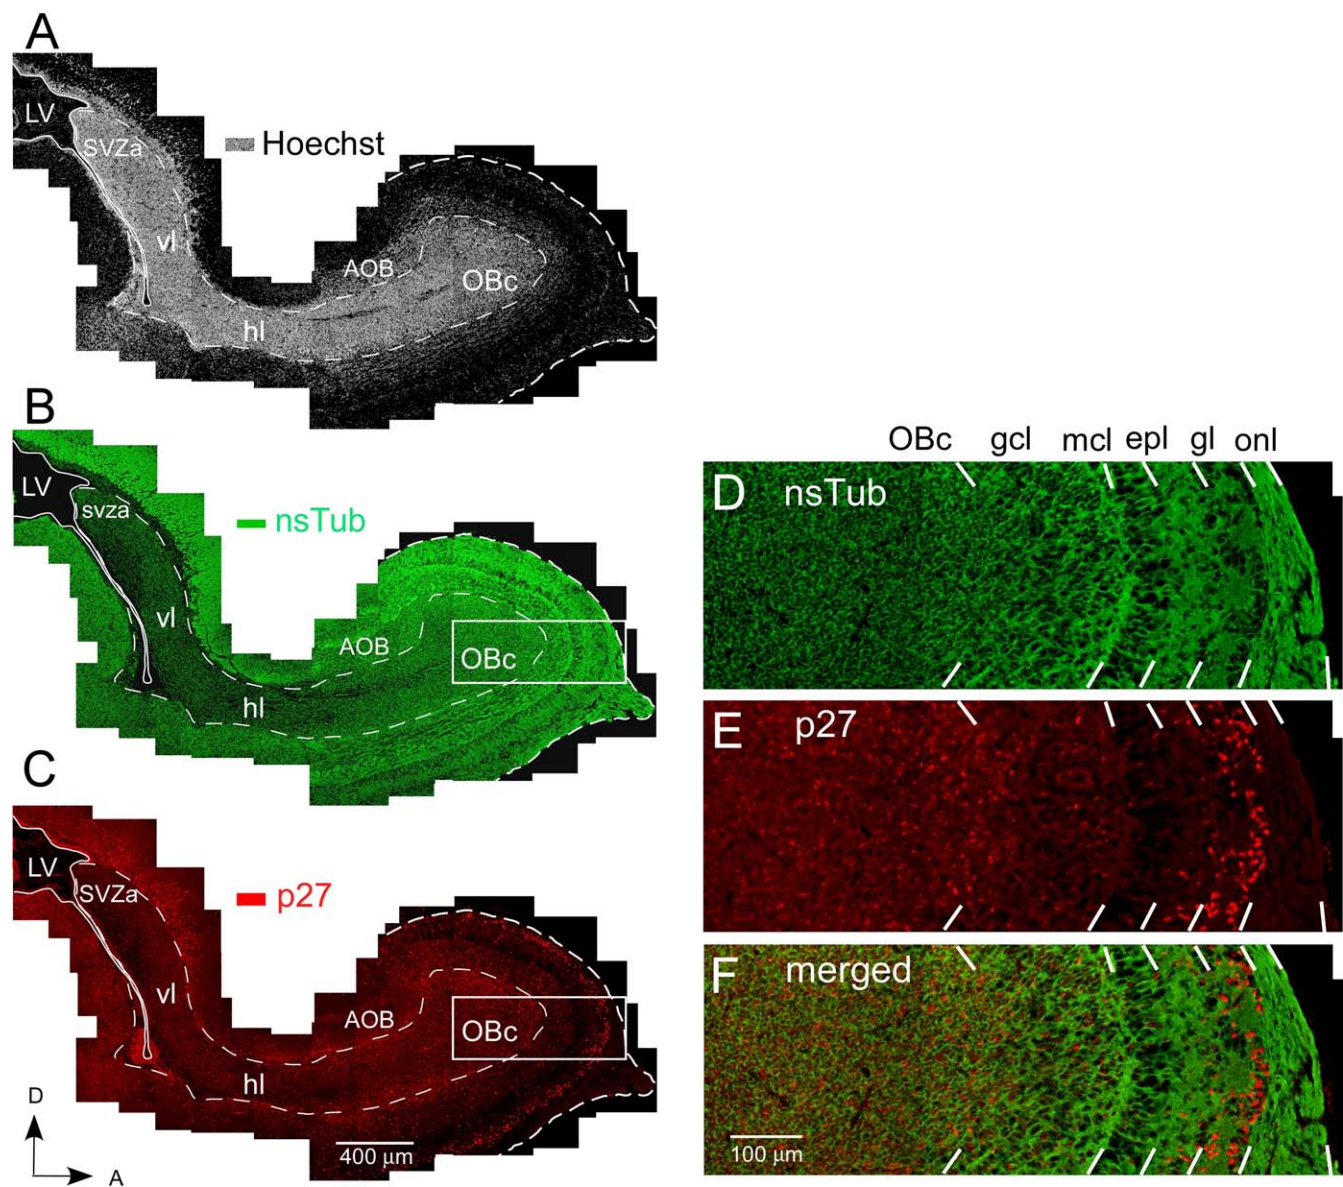 A
LV
SVZa
Hoechst
vl
AOB
OBc
hl
B
LV
svza
nsTub
vl
AOB
OBc
hl
C
LV
SVZa
p27
vl
AOB
OBc
hl
D
A
400 µm
OBc gcl mcl epl gl onl
D nsTub
E p27
F merged
100 µm